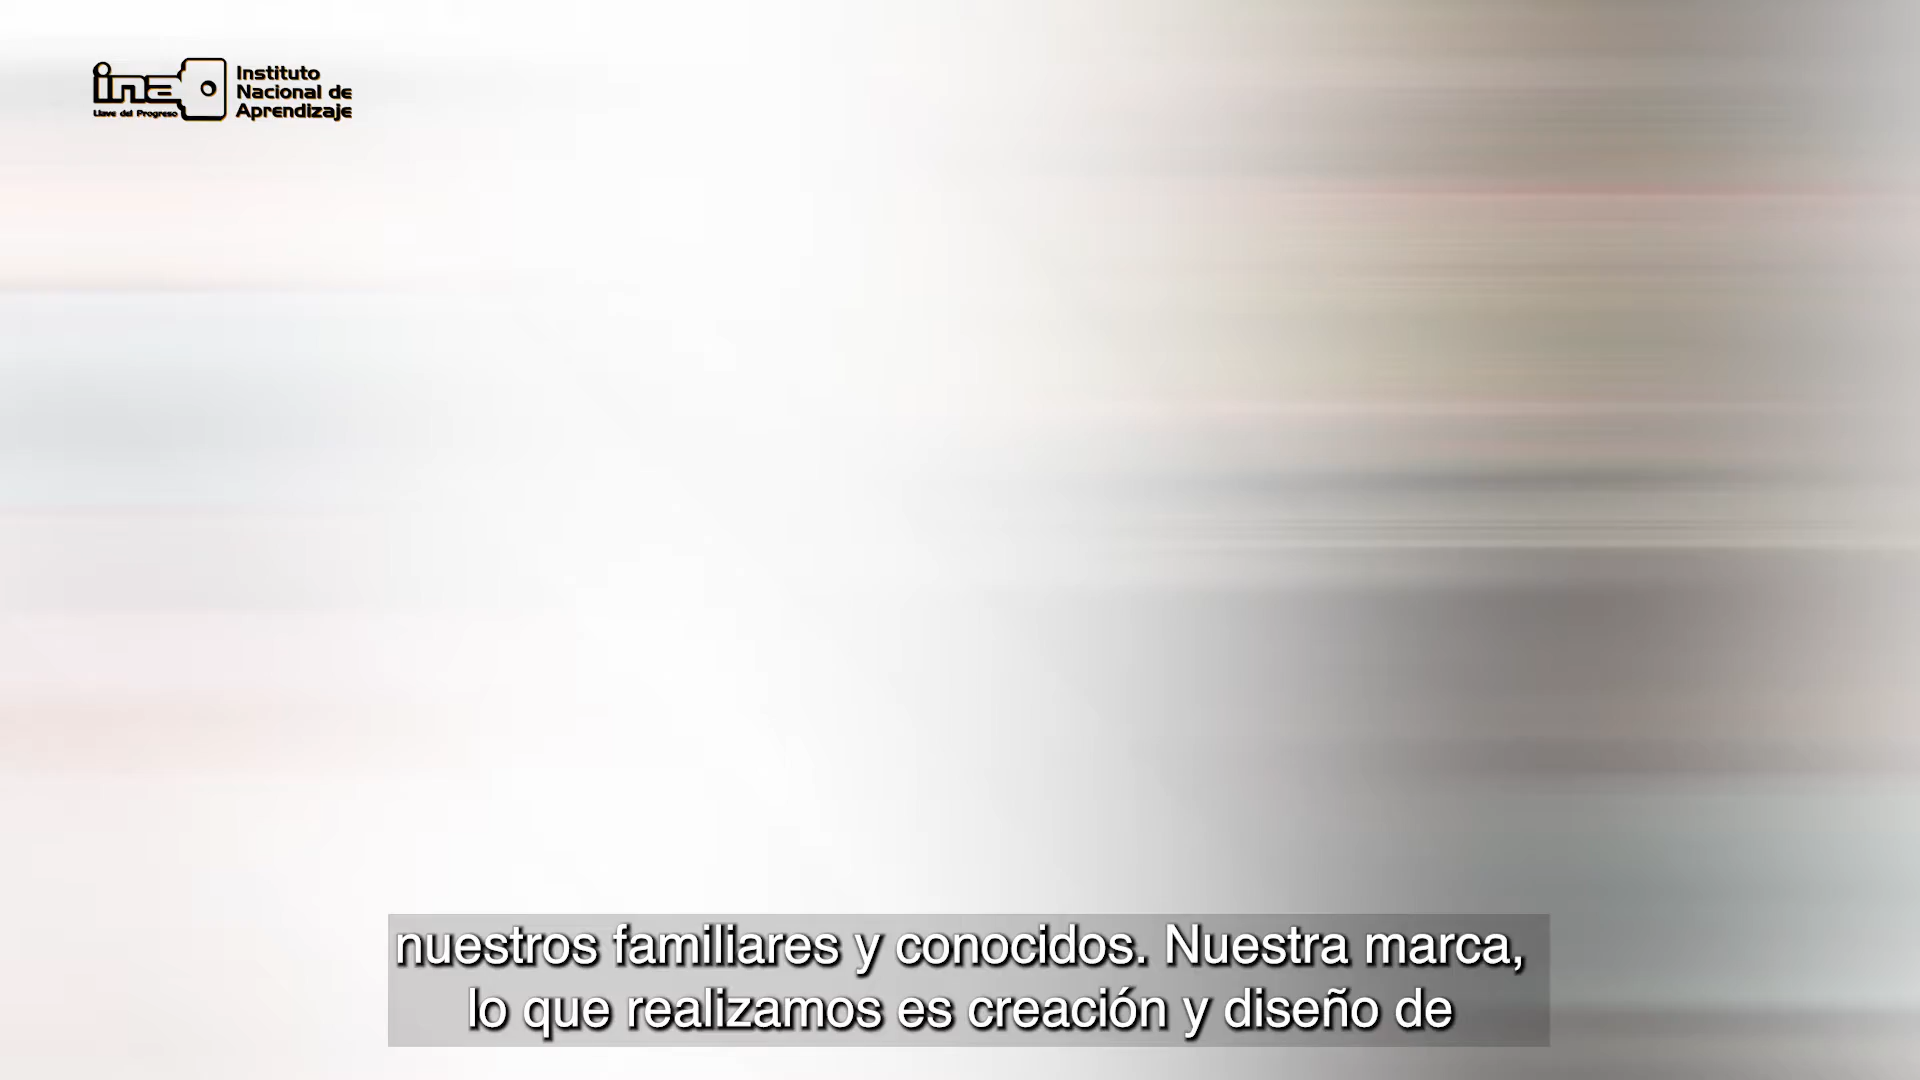 ina
Llave del Progreso
Instituto
Nacional de
Aprendizaje
nuestros familiares y conocidos. Nuestra marca,
lo que realizamos es creación y diseño de